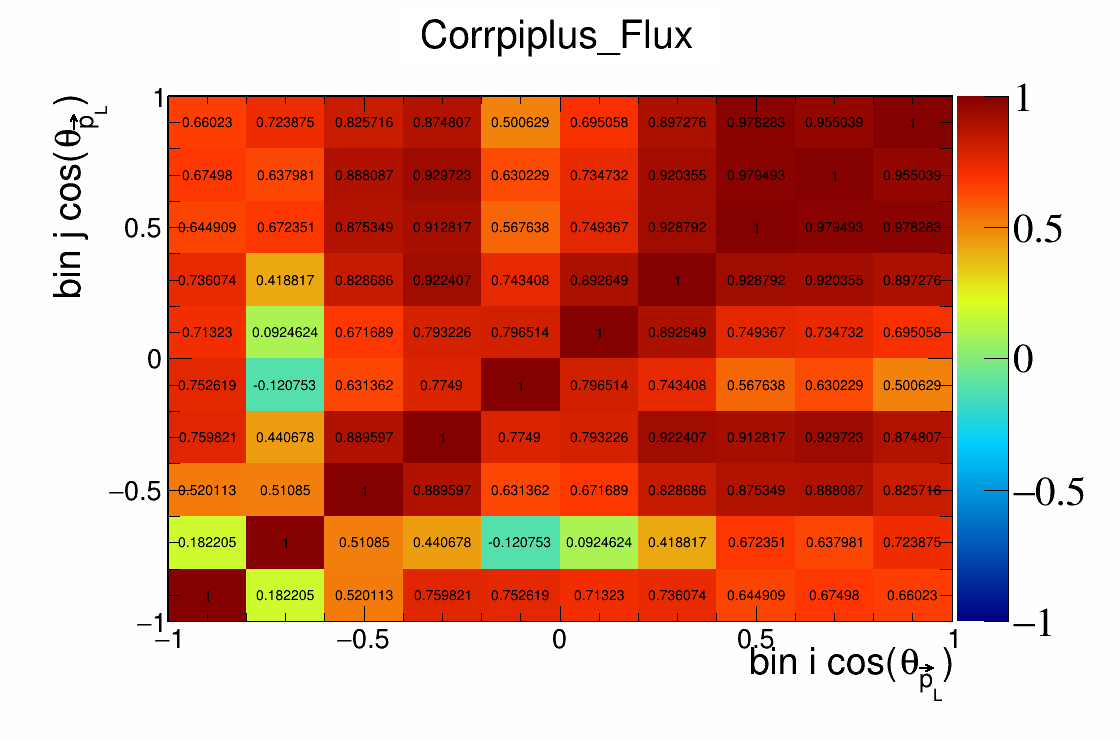 Corrpiplus_Flux
bin j cos(θp⃗L)
1
0.66023 0.723875 0.825716 0.874807 0.500629 0.695058 0.897276 0.978283 0.955039 1
0.67498 0.637981 0.888087 0.929723 0.630229 0.734732 0.920355 0.979493 1 0.955039
0.5 0.644909 0.672351 0.875349 0.912817 0.567638 0.749367 0.928792 1 0.979493 0.978283
0.736074 0.418817 0.828686 0.922407 0.743408 0.892649 1 0.928792 0.920355 0.897276
0.71323 0.0924624 0.671689 0.793226 0.796514 1 0.892649 0.749367 0.734732 0.695058
0
0.752619 -0.120753 0.631362 0.7749 1 0.796514 0.743408 0.567638 0.630229 0.500629
0.759821 0.440678 0.889597 1 0.7749 0.793226 0.922407 0.912817 0.929723 0.874807
−0.5 0.520113 0.51085 1 0.889597 0.631362 0.671689 0.828686 0.875349 0.888087 0.825716
0.182205 1 0.51085 0.440678 -0.120753 0.0924624 0.418817 0.672351 0.637981 0.723875
1 0.182205 0.520113 0.759821 0.752619 0.71323 0.736074 0.644909 0.67498 0.66023
−1
−1 −0.5 0 0.5 1
bin i cos(θp⃗L)
1
0.5
0
−0.5
−1